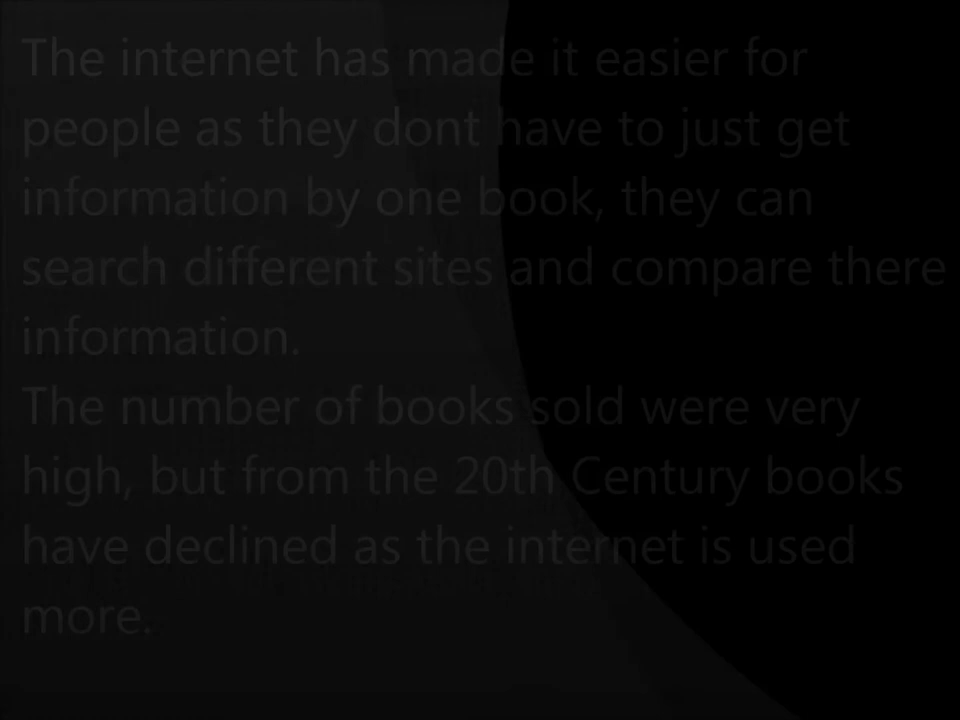 The internet has made it easier for
people as they dont have to just get
information by one book, they can
search different sites and compare there
information.
The number of books sold were very
high, but from the 20th Century books
have declined as the internet is used
more.